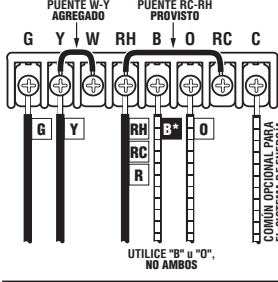 PUENTE W-Y
AGREGADO
PUENTE RC-RH
PROVISTO
G Y W RH B O RC C
G Y RH B* O
RC
R
COMÚN OPCIONAL PARA
UTILICE "B" u "O",
NO AMBOS